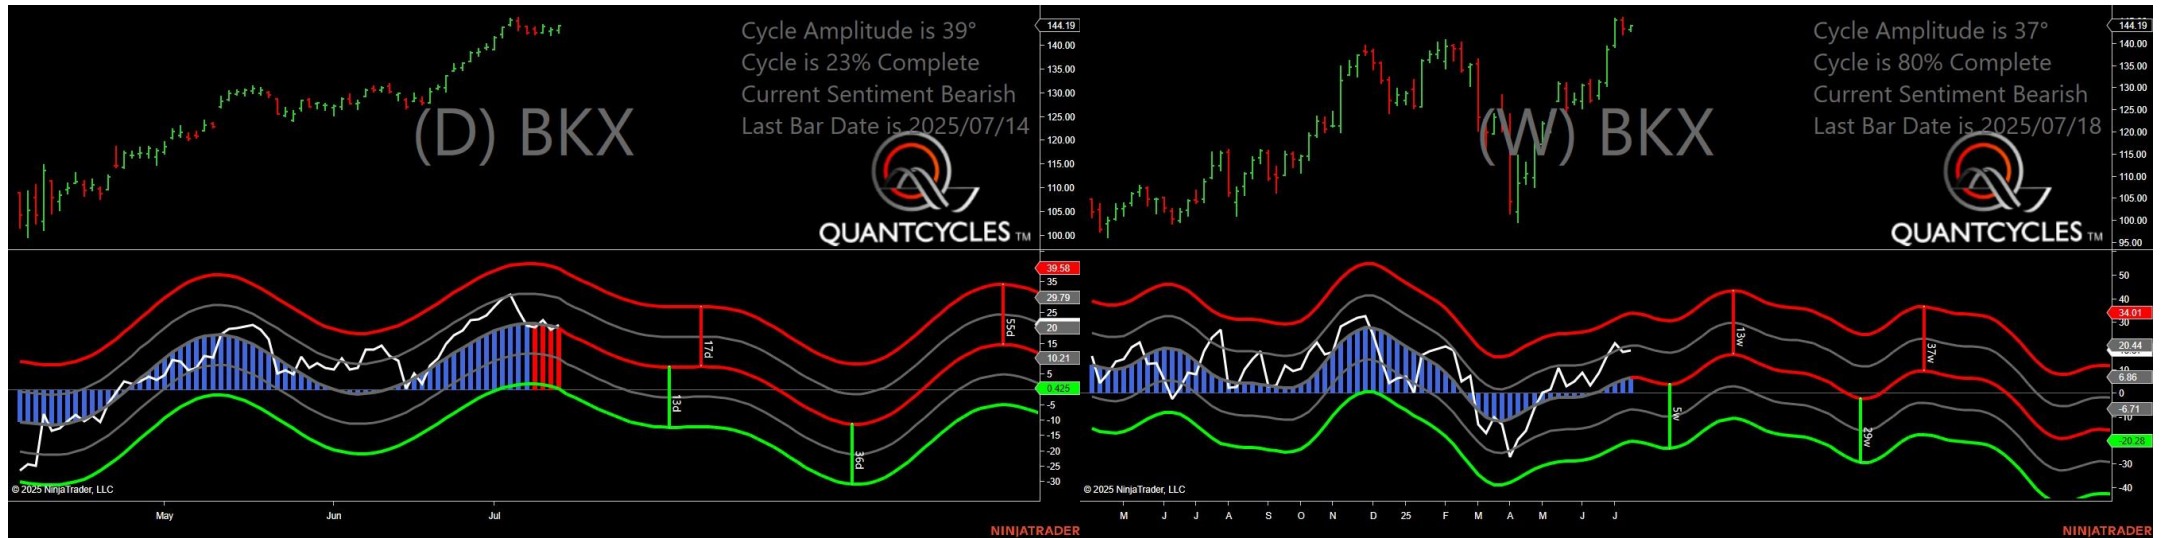 Cycle Amplitude is 39°
Cycle is 23% Complete
Current Sentiment Bearish
Last Bar Date is 2025/07/14
(D) BKX
QUANTCYCLES TM
144.19
140.00
135.00
130.00
125.00
120.00
115.00
110.00
105.00
100.00
39.58
35
29.79
25
20
15
10.21
5
0.425
-5
-10
-15
-20
-25
-30
13d
17d
36d
55d
© 2025 NinjaTrader, LLC
May Jun Jul
NINJATRADER
Cycle Amplitude is 37°
Cycle is 80% Complete
Current Sentiment Bearish
Last Bar Date is 2025/07/18
(W) BKX
QUANTCYCLES TM
144.19
140.00
135.00
130.00
125.00
120.00
115.00
110.00
105.00
100.00
95.00
50
40
34.01
30
20.44
10
6.86
0
-6.71
-10
-20.28
-30
-40
5w
13w
29w
37w
© 2025 NinjaTrader, LLC
M J J A S O N D 25 F M A M J J
NINJATRADER